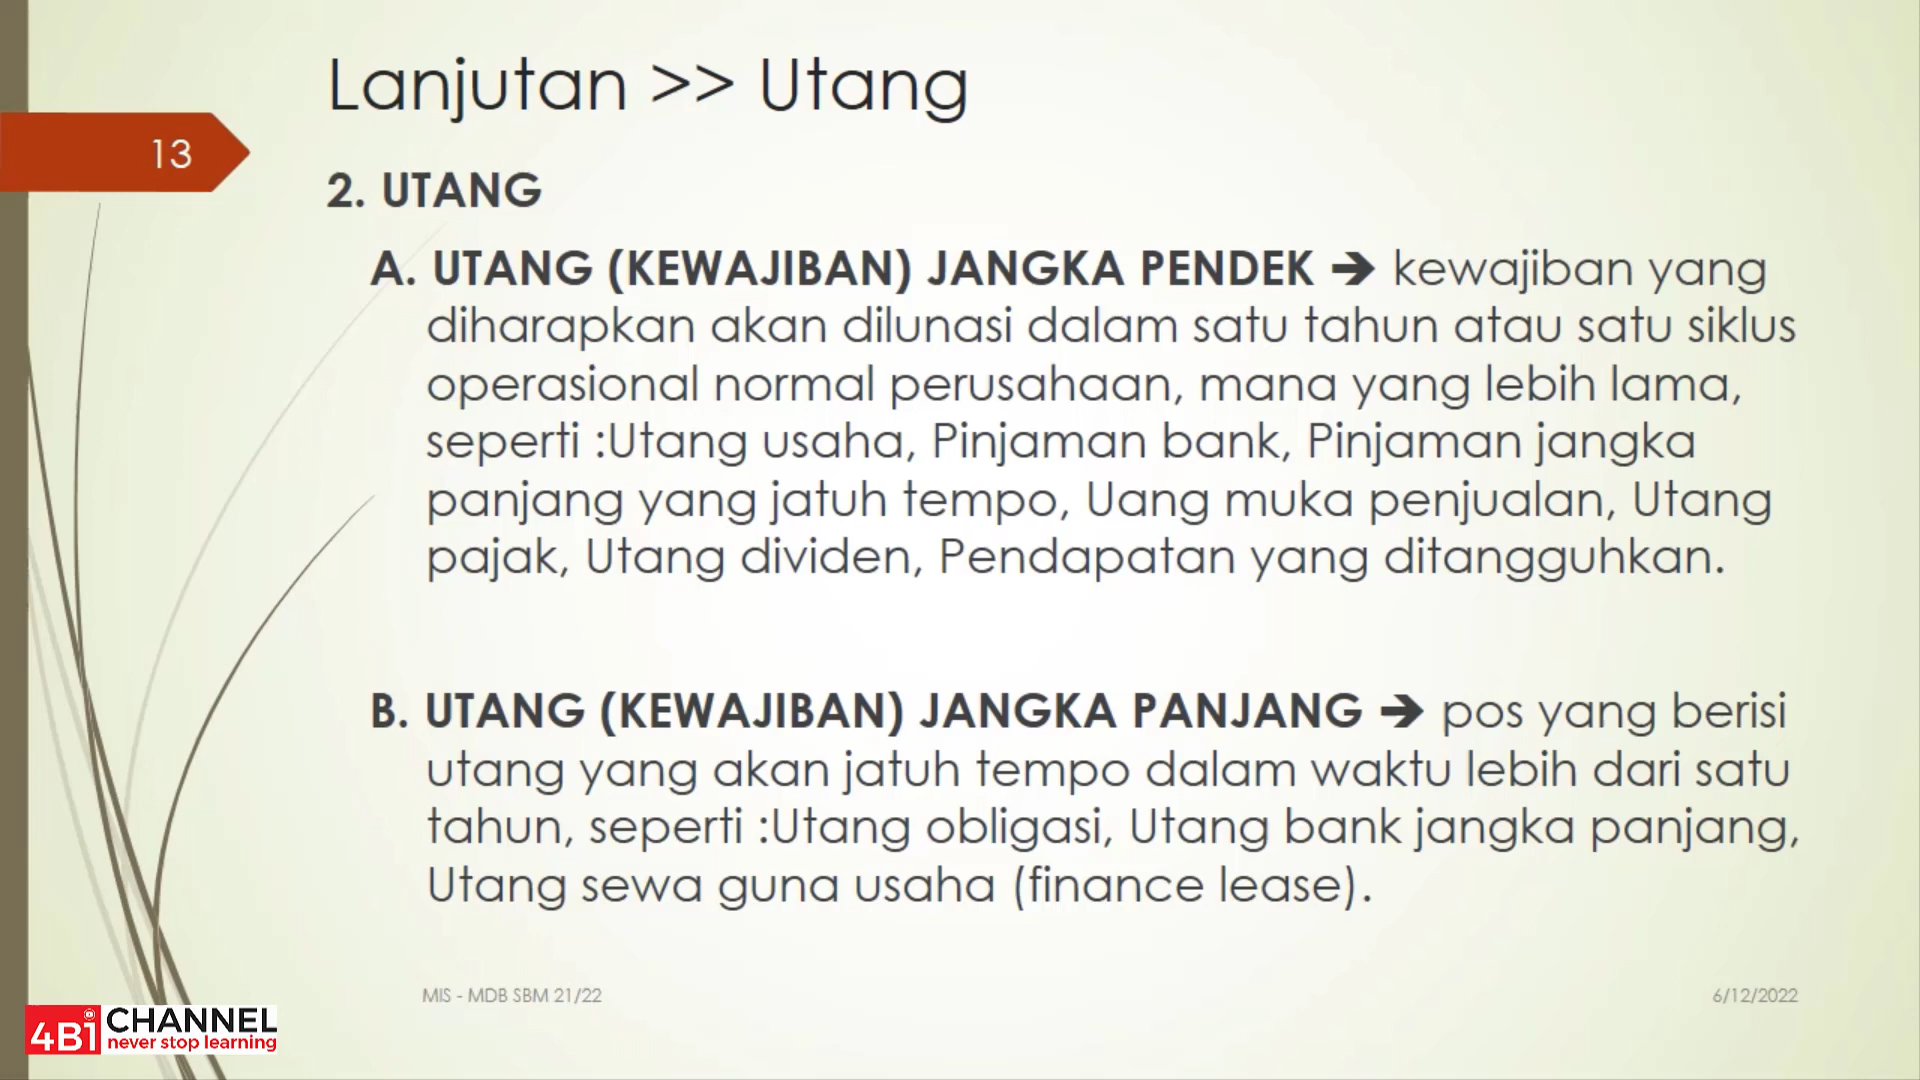 Lanjutan >> Utang
13
2. UTANG
A. UTANG (KEWAJIBAN) JANGKA PENDEK ➔ kewajiban yang
diharapkan akan dilunasi dalam satu tahun atau satu siklus
operasional normal perusahaan, mana yang lebih lama,
seperti :Utang usaha, Pinjaman bank, Pinjaman jangka
panjang yang jatuh tempo, Uang muka penjualan, Utang
pajak, Utang dividen, Pendapatan yang ditangguhkan.
B. UTANG (KEWAJIBAN) JANGKA PANJANG ➔ pos yang berisi
utang yang akan jatuh tempo dalam waktu lebih dari satu
tahun, seperti :Utang obligasi, Utang bank jangka panjang,
Utang sewa guna usaha (finance lease).
MIS - MDB SBM 21/22
6/12/2022
4Bi CHANNEL
never stop learning